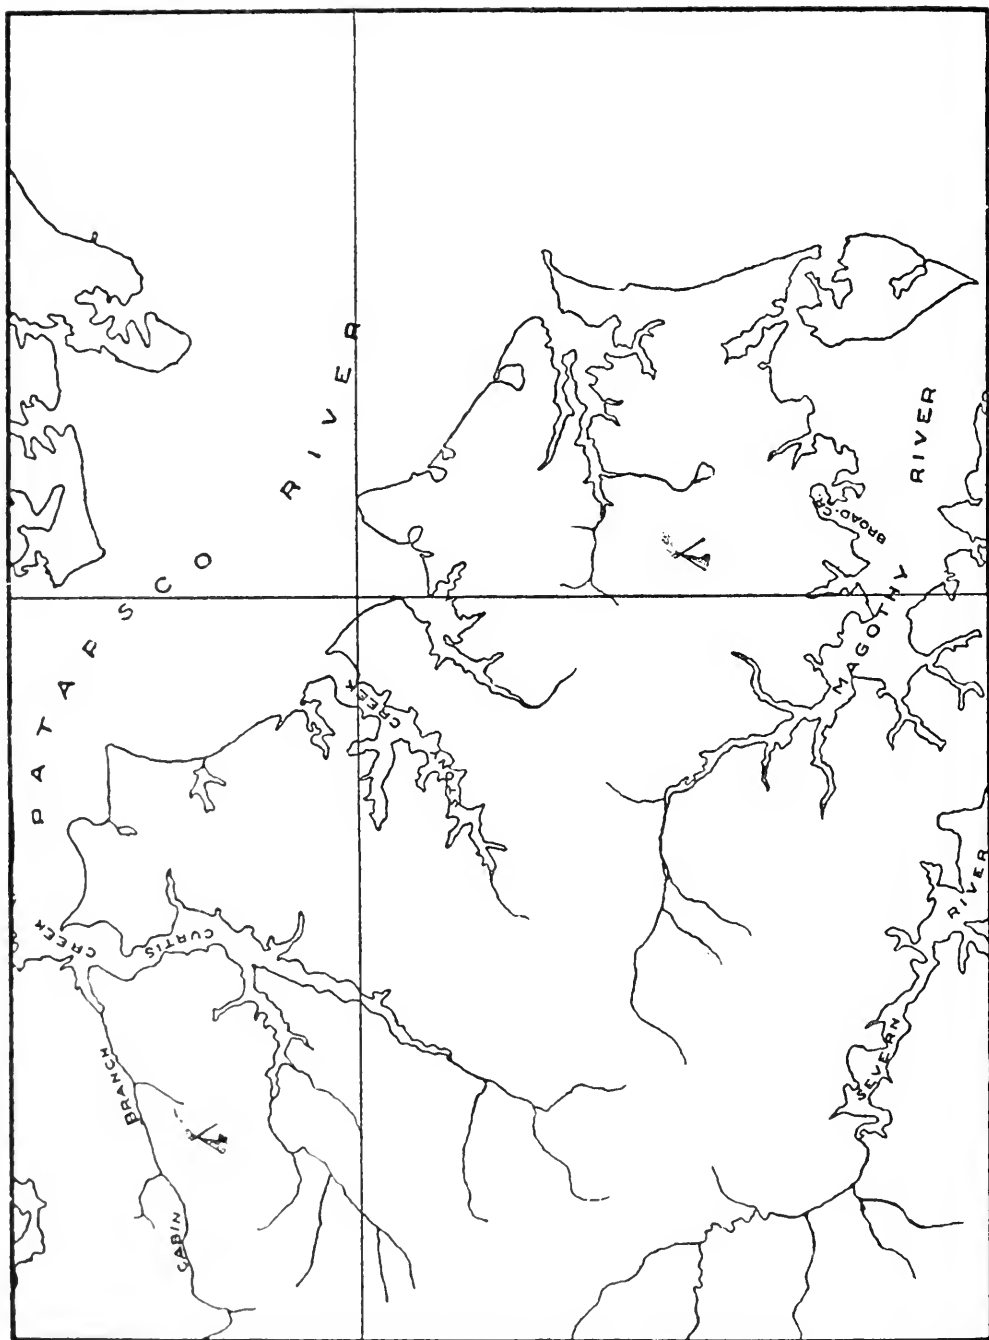 PATAPSCO
RIVER
CREEK
CURTIS
BRANCH
CABIN
CREEK
BROAD CR.
RIVER
MAGOTHY
RIVER
SEVERN